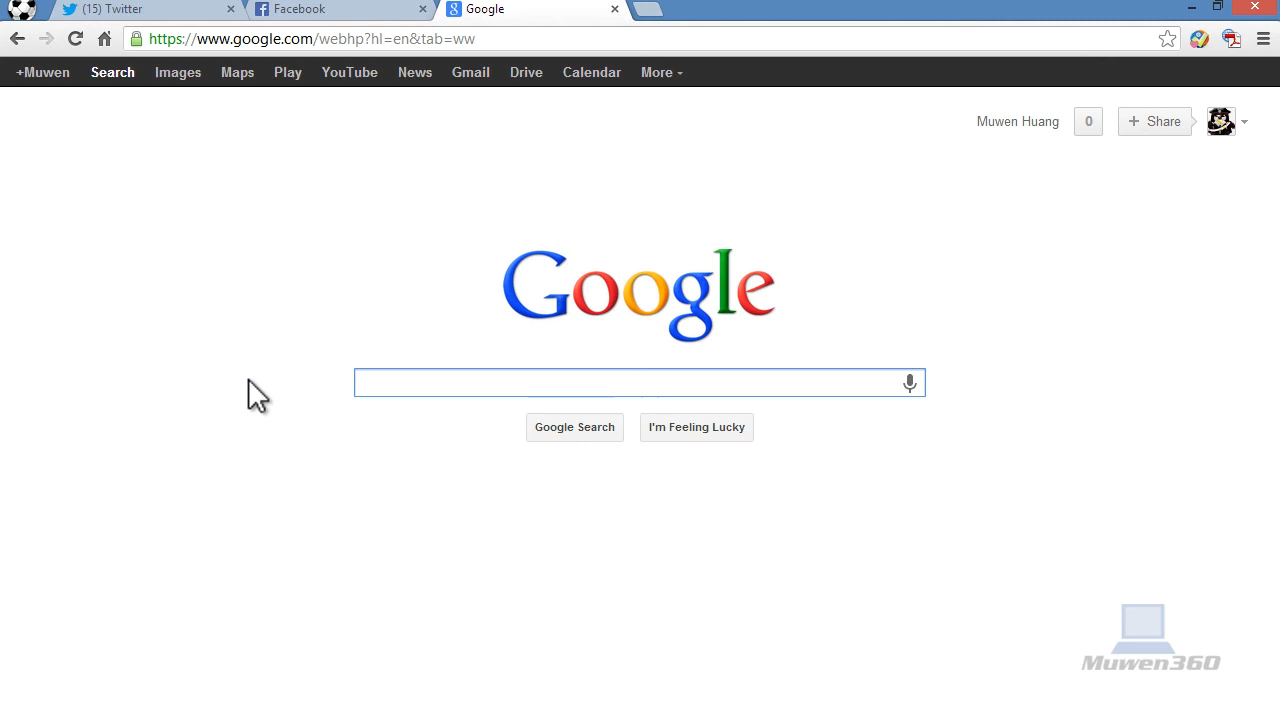 (15) Twitter Facebook Google
https://www.google.com/webhp?hl=en&tab=ww
+Muwen Search Images Maps Play YouTube News Gmail Drive Calendar More
Muwen Huang 0 + Share
Google
Google Search I'm Feeling Lucky
Muwen360